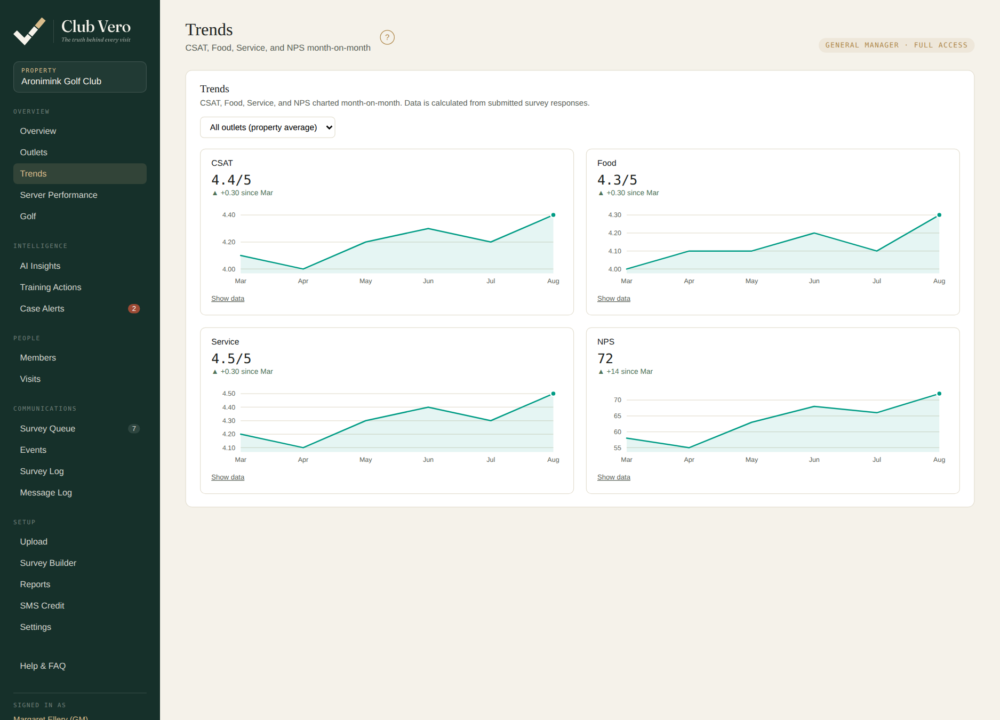 Club Vero
The truth behind every visit
PROPERTY
Aronimink Golf Club
OVERVIEW
Overview
Outlets
Trends
Server Performance
Golf
INTELLIGENCE
AI Insights
Training Actions
Case Alerts 2
PEOPLE
Members
Visits
COMMUNICATIONS
Survey Queue 7
Events
Survey Log
Message Log
SETUP
Upload
Survey Builder
Reports
SMS Credit
Settings
Help & FAQ
SIGNED IN AS
Margaret Ellery (GM)
Trends
CSAT, Food, Service, and NPS month-on-month
?
GENERAL MANAGER · FULL ACCESS
Trends
CSAT, Food, Service, and NPS charted month-on-month. Data is calculated from submitted survey responses.
All outlets (property average)
CSAT
4.4/5
▲ +0.30 since Mar
4.40
4.20
4.00
Mar Apr May Jun Jul Aug
Show data
Food
4.3/5
▲ +0.30 since Mar
4.30
4.20
4.10
4.00
Mar Apr May Jun Jul Aug
Show data
Service
4.5/5
▲ +0.30 since Mar
4.50
4.40
4.30
4.20
4.10
Mar Apr May Jun Jul Aug
Show data
NPS
72
▲ +14 since Mar
70
65
60
55
Mar Apr May Jun Jul Aug
Show data